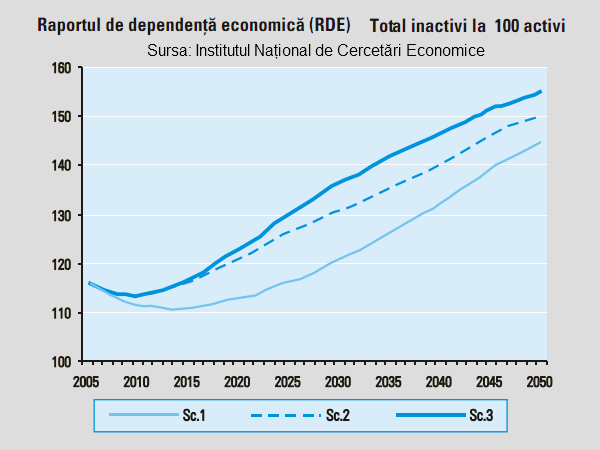 Raportul de dependență economică (RDE) Total inactivi la 100 activi
Sursa: Institutul Național de Cercetări Economice
160
150
140
130
120
110
100
2005 2010 2015 2020 2025 2030 2035 2040 2045 2050
Sc.1 Sc.2 Sc.3